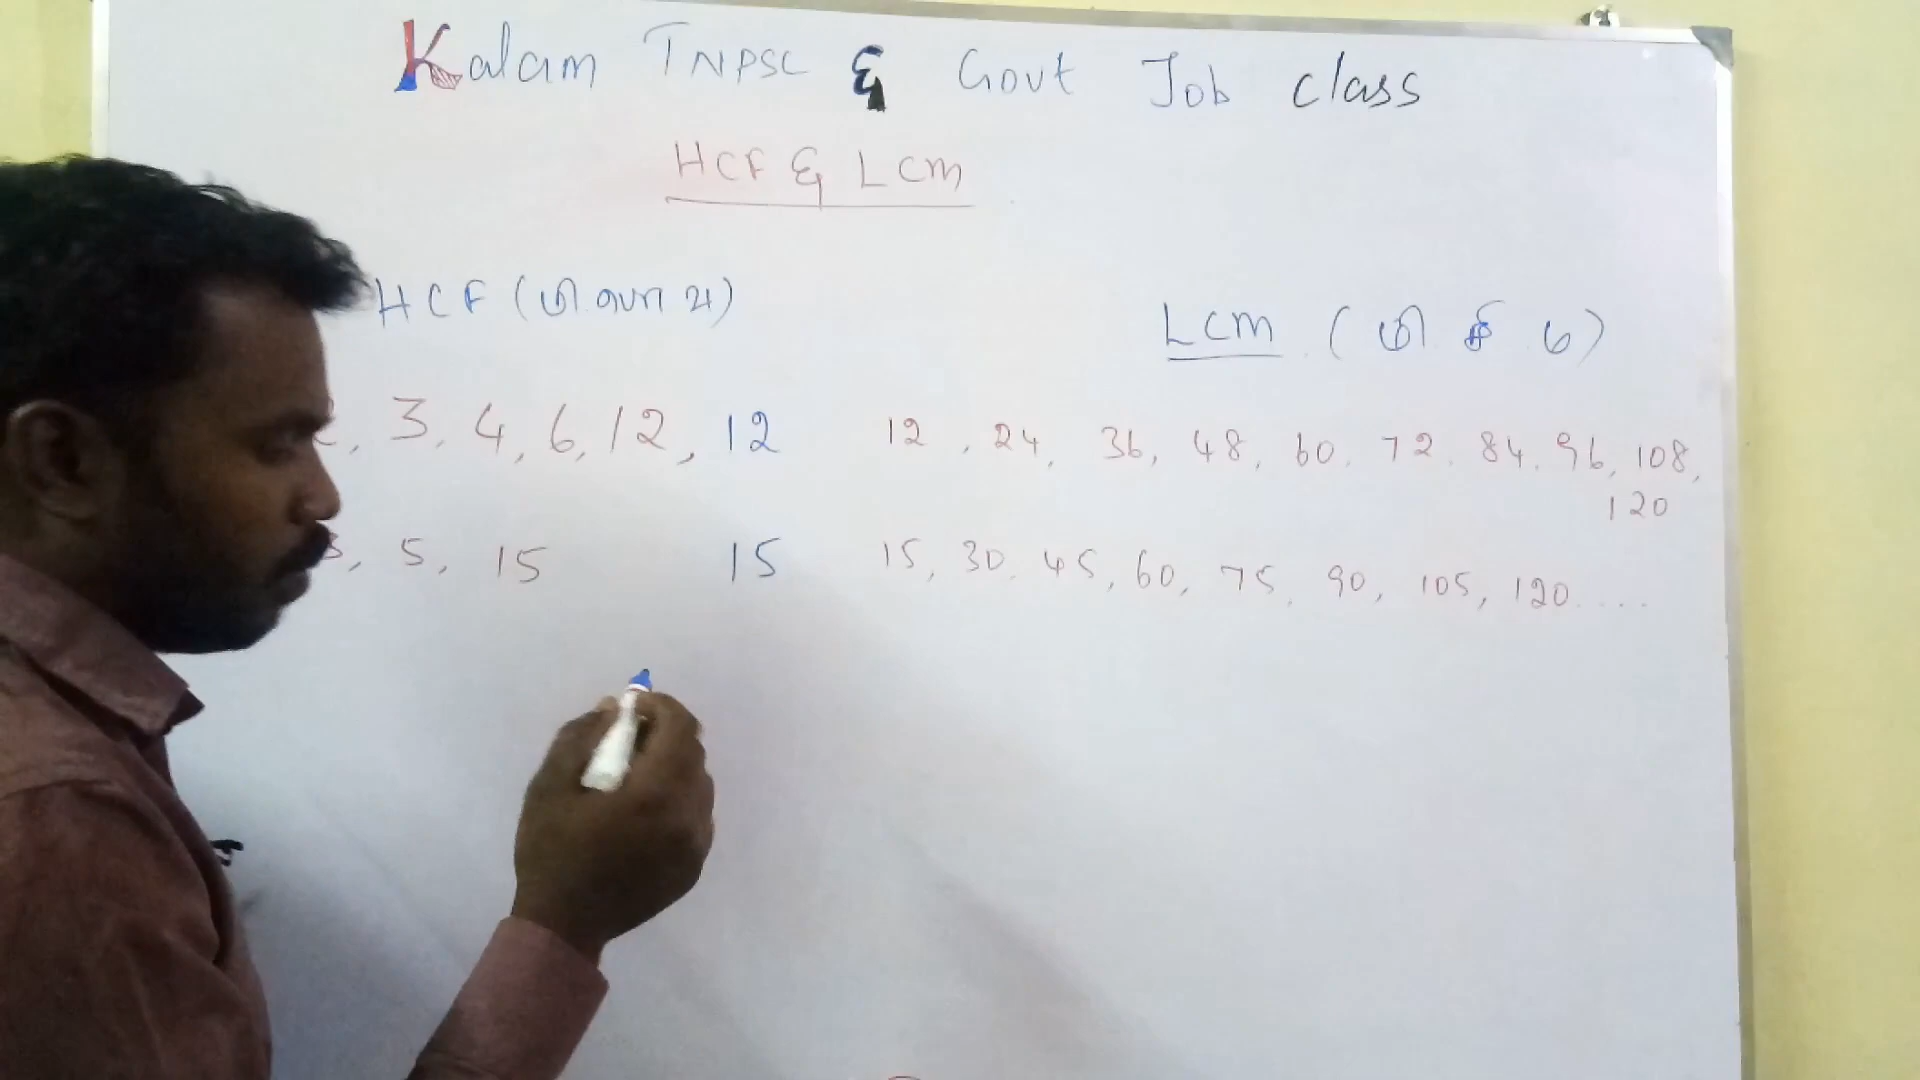 Kalam TNPSC & Govt Job class
HCF & LCM
HCF (மீ.பொ.வ)
LCM (மீ.சி.ம)
, 3, 4, 6, 12, 12 12, 24, 36, 48, 60, 72, 84, 96, 108,
120
3, 5, 15 15 15, 30, 45, 60, 75, 90, 105, 120....